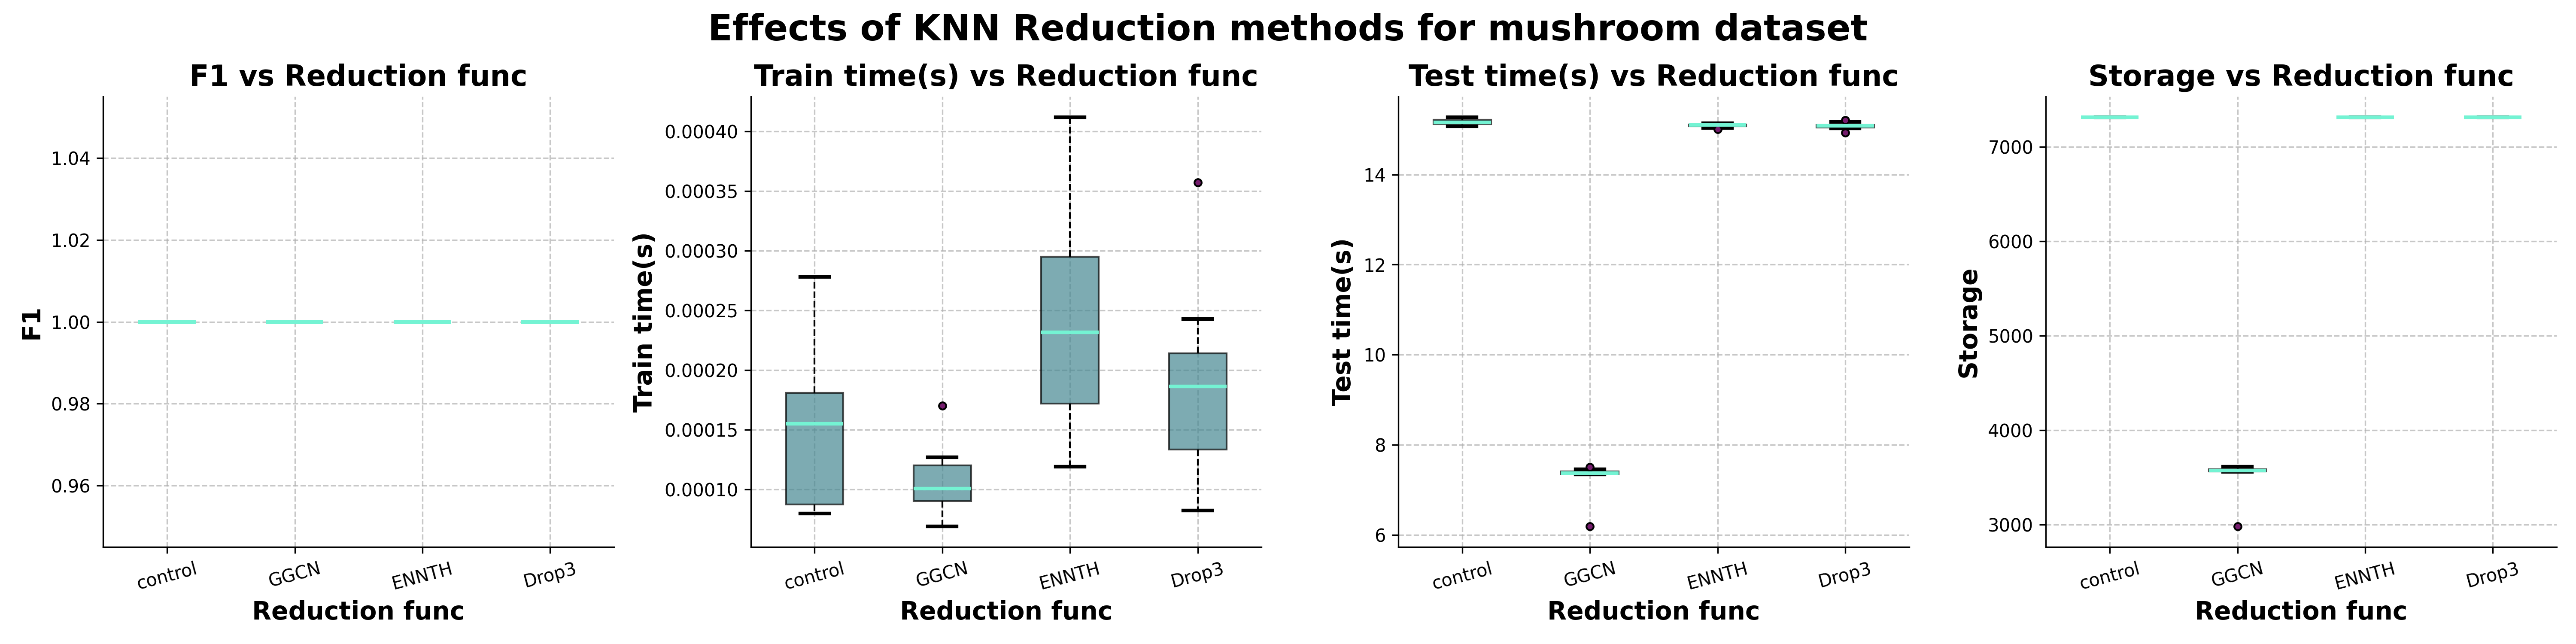 Effects of KNN Reduction methods for mushroom dataset
F1 vs Reduction func
1.04
1.02
1.00
0.98
0.96
F1
control
GGCN
ENNTH
Drop3
Reduction func
Train time(s) vs Reduction func
0.00040
0.00035
0.00030
0.00025
0.00020
0.00015
0.00010
Train time(s)
control
GGCN
ENNTH
Drop3
Reduction func
Test time(s) vs Reduction func
14
12
10
8
6
Test time(s)
control
GGCN
ENNTH
Drop3
Reduction func
Storage vs Reduction func
7000
6000
5000
4000
3000
Storage
control
GGCN
ENNTH
Drop3
Reduction func